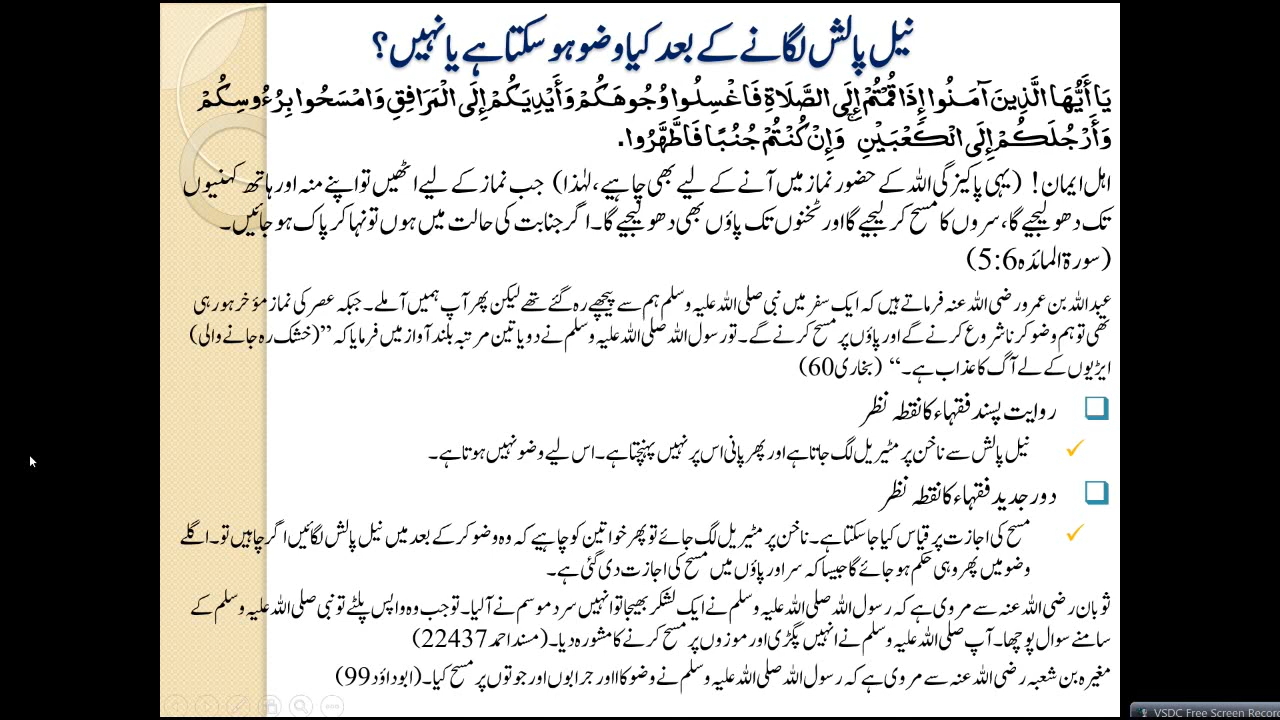 نیل پالش لگانے کے بعد کیا وضو ہو سکتا ہے یا نہیں؟
يَا أَيُّهَا الَّذِينَ آمَنُوا إِذَا قُمْتُمْ إِلَى الصَّلَاةِ فَاغْسِلُوا وُجُوهَكُمْ وَأَيْدِيَكُمْ إِلَى الْمَرَافِقِ وَامْسَحُوا بِرُءُوسِكُمْ
وَأَرْجُلَكُمْ إِلَى الْكَعْبَيْنِ ۚ وَإِنْ كُنْتُمْ جُنُبًا فَاطَّهَّرُوا.
اہل ایمان! (یہی پاکیزگی اللہ کے حضور نماز میں آنے کے لیے بھی چاہیے، لہٰذا) جب نماز کے لیے اٹھیں تو اپنے منہ اور ہاتھ کہنیوں
تک دھو لیجیے گا، سروں کا مسح کر لیجیے گا اور ٹخنوں تک پاؤں بھی دھو لیجیے گا۔ اگر جنابت کی حالت میں ہوں تو نہا کر پاک ہو جائیں۔
(سورۃ المائدہ 5:6)
عبداللہ بن عمرو رضی اللہ عنہ فرماتے ہیں کہ ایک سفر میں نبی صلی اللہ علیہ وسلم ہم سے پیچھے رہ گئے تھے لیکن پھر آپ ہمیں آملے۔ جبکہ عصر کی نماز مؤخر ہو رہی
تھی تو ہم وضو کرنا شروع کرنے گے اور پاؤں پر مسح کرنے گے۔ تو رسول اللہ صلی اللہ علیہ وسلم نے دو یا تین مرتبہ بلند آواز میں فرمایا کہ ”(خشک رہ جانے والی)
ایڑیوں کے لے آگ کا عذاب ہے۔“ (بخاری 60)
❑ روایت پسند فقہاء کا نقطہ نظر
✓ نیل پالش سے ناخن پر مٹیریل لگ جاتا ہے اور پھر پانی اس پر نہیں پہنچتا ہے۔ اس لیے وضو نہیں ہوتا ہے۔
❑ دور جدید فقہاء کا نقطہ نظر
✓ مسح کی اجازت پر قیاس کیا جا سکتا ہے۔ ناخن پر مٹیریل لگ جائے تو پھر خواتین کو چاہیے کہ وہ وضو کر کے بعد میں نیل پالش لگائیں اگر چاہیں تو۔ اگلے
وضو میں پھر وہی حکم ہو جائے گا جیسا کہ سر اور پاؤں میں مسح کی اجازت دی گئی ہے۔
ثوبان رضی اللہ عنہ سے مروی ہے کہ رسول اللہ صلی اللہ علیہ وسلم نے ایک لشکر بھیجا تو انہیں سرد موسم نے آلیا۔ تو جب وہ واپس پلٹے تو نبی صلی اللہ علیہ وسلم کے
سامنے سوال پوچھا۔ آپ صلی اللہ علیہ وسلم نے انہیں پگڑی اور موزوں پر مسح کرنے کا مشورہ دیا۔ (مسند احمد 22437)
مغیرہ بن شعبہ رضی اللہ عنہ سے مروی ہے کہ رسول اللہ صلی اللہ علیہ وسلم نے وضو کااور جرابوں اور جوتوں پر مسح کیا۔ (ابوداؤد 99)
VSDC Free Screen Recor